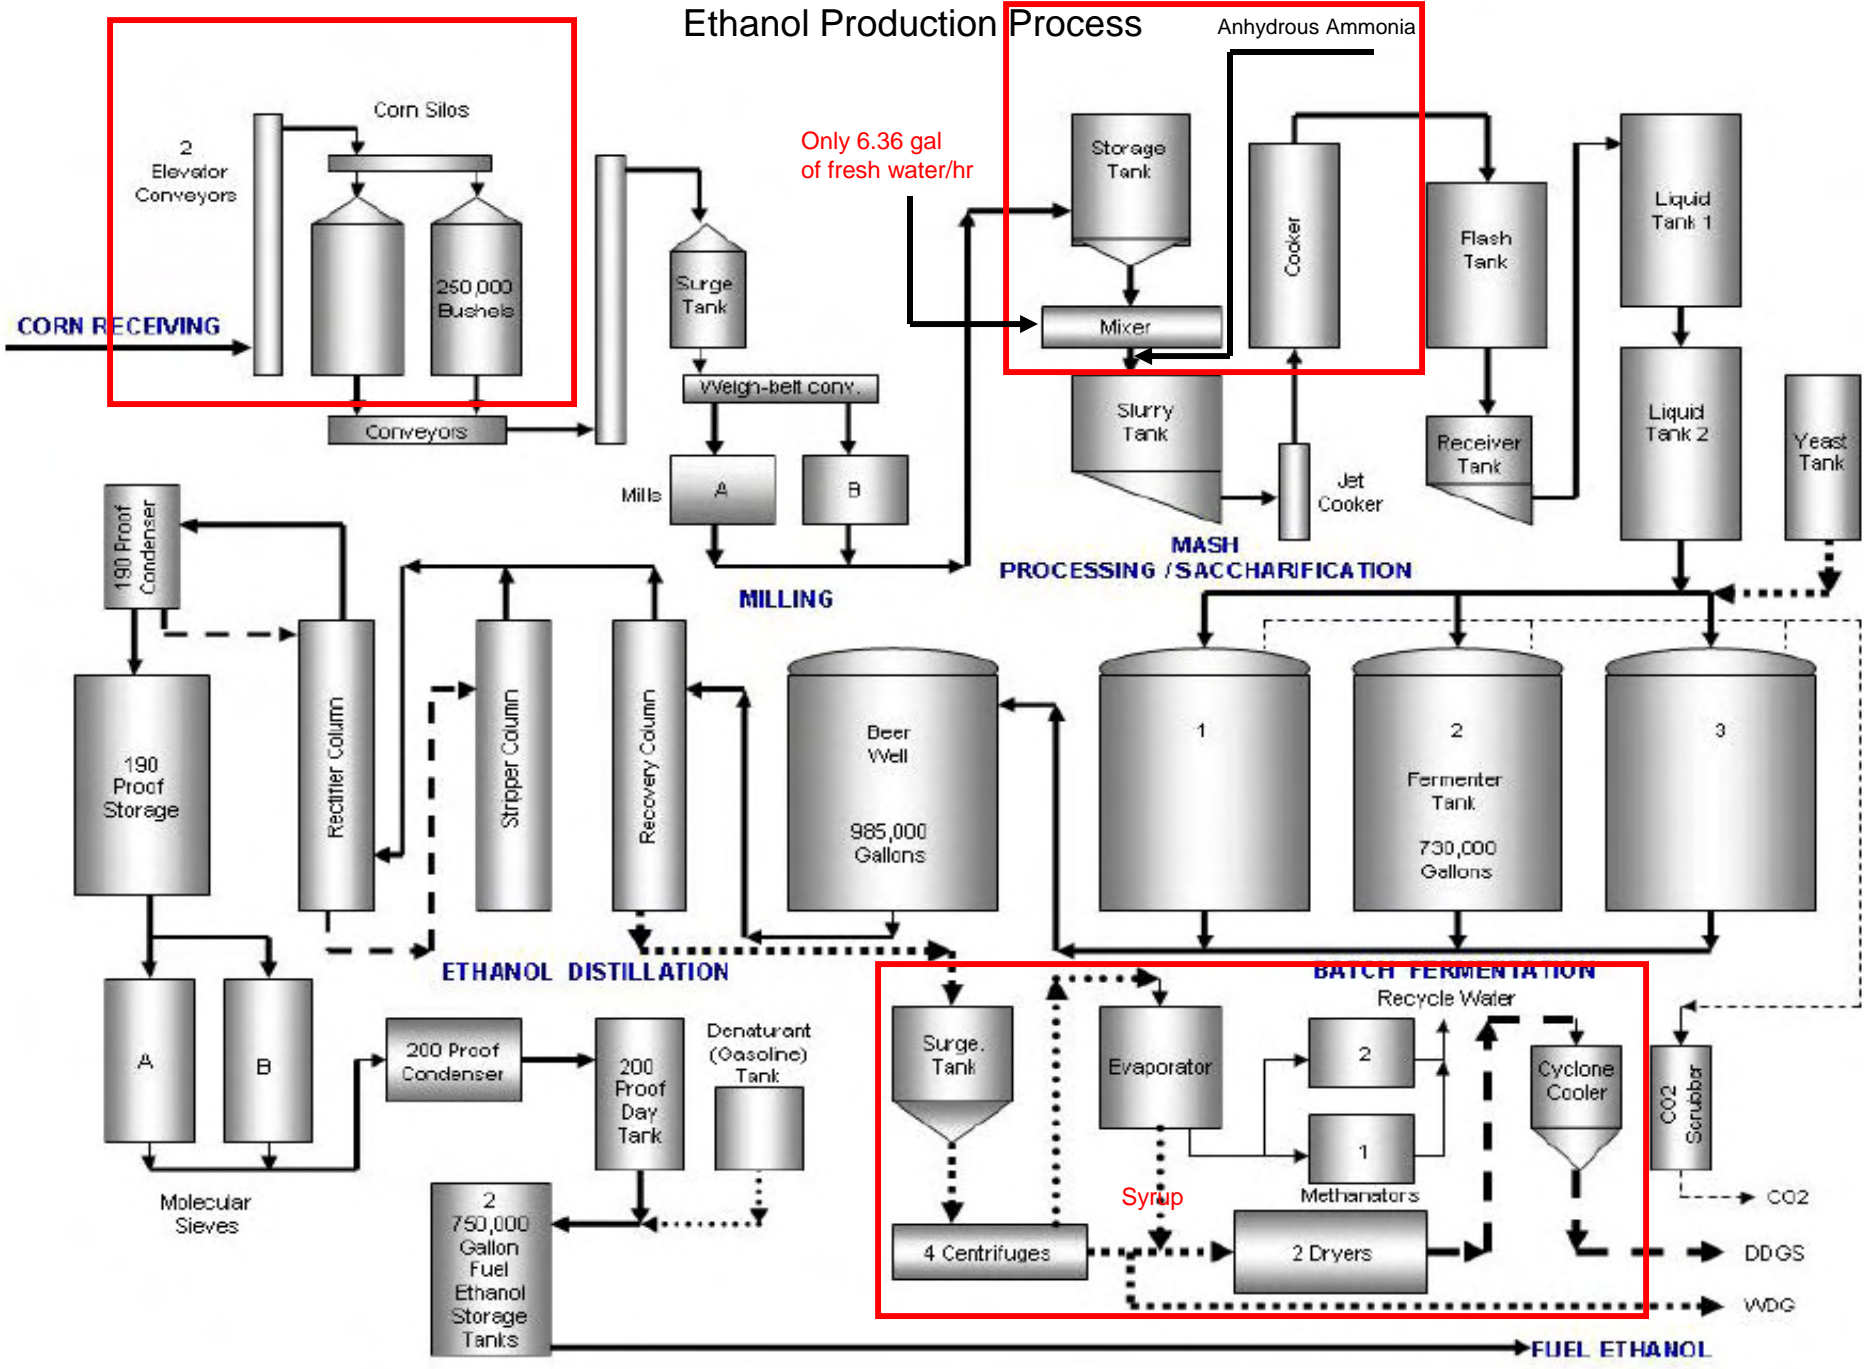 Ethanol Production Process
Anhydrous Ammonia
Corn Silos
2
Elevator
Conveyors
250,000
Bushels
CORN RECEIVING
Conveyors
Surge
Tank
Weigh-belt conv.
Mills
A
B
MILLING
Only 6.36 gal
of fresh water/hr
Storage
Tank
Mixer
Slurry
Tank
Cooker
Jet
Cooker
Flash
Tank
Receiver
Tank
Liquid
Tank 1
Liquid
Tank 2
Yeast
Tank
MASH
PROCESSING / SACCHARIFICATION
190 Proof
Condenser
190
Proof
Storage
Rectifier Column
Stripper Column
Recovery Column
Beer
Well
985,000
Gallons
1
2
Fermenter
Tank
730,000
Gallons
3
ETHANOL DISTILLATION
BATCH FERMENTATION
A
B
Molecular
Sieves
200 Proof
Condenser
200
Proof
Day
Tank
Denaturant
(Gasoline)
Tank
2
750,000
Gallon
Fuel
Ethanol
Storage
Tanks
Surge.
Tank
4 Centrifuges
Evaporator
Syrup
Recycle Water
2
1
Methanators
2 Dryers
Cyclone
Cooler
CO2
Scrubber
CO2
DDGS
WDG
FUEL ETHANOL